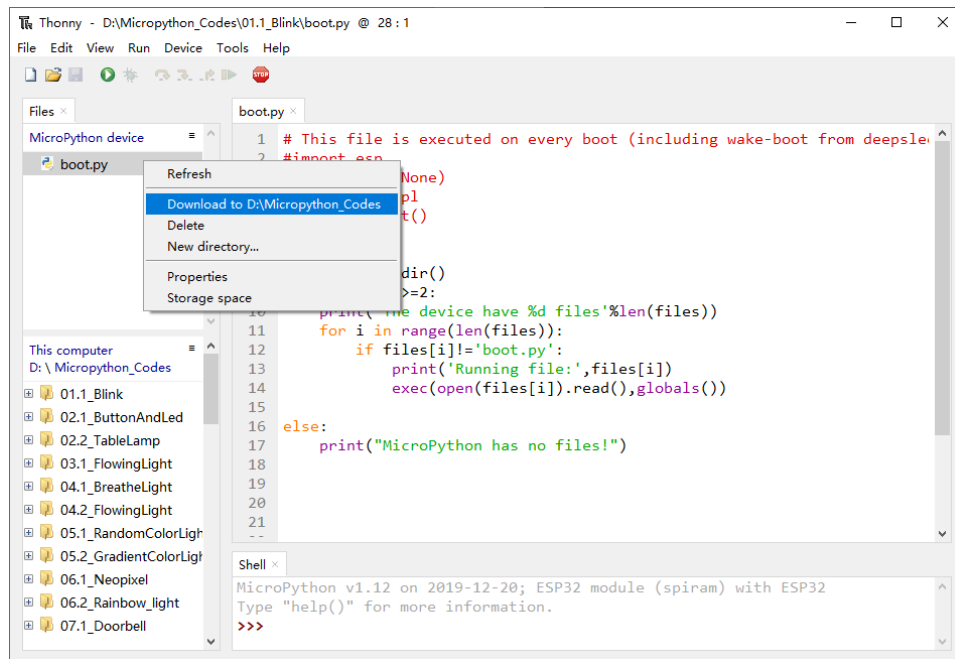 Thonny - D:\Micropython_Codes\01.1_Blink\boot.py @ 28 : 1
File Edit View Run Device Tools Help
STOP
Files
MicroPython device
boot.py
Refresh
Download to D:\Micropython_Codes
Delete
New directory...
Properties
Storage space
This computer
D: \ Micropython_Codes
01.1_Blink
02.1_ButtonAndLed
02.2_TableLamp
03.1_FlowingLight
04.1_BreatheLight
04.2_FlowingLight
05.1_RandomColorLigh
05.2_GradientColorLigh
06.1_Neopixel
06.2_Rainbow_light
07.1_Doorbell
boot.py
1 # This file is executed on every boot (including wake-boot from deepslee
2 #import esp
None)
pl
t()
dir()
>=2:
10 print('The device have %d files'%len(files))
11 for i in range(len(files)):
12 if files[i]!='boot.py':
13 print('Running file:',files[i])
14 exec(open(files[i]).read(),globals())
15
16 else:
17 print("MicroPython has no files!")
18
19
20
21
Shell
MicroPython v1.12 on 2019-12-20; ESP32 module (spiram) with ESP32
Type "help()" for more information.
>>>